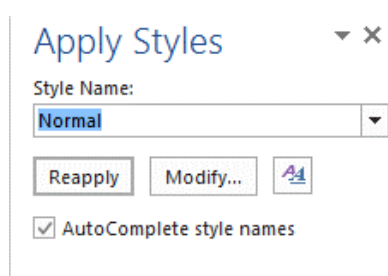 Apply Styles
Style Name:
Normal
Reapply Modify...
AutoComplete style names